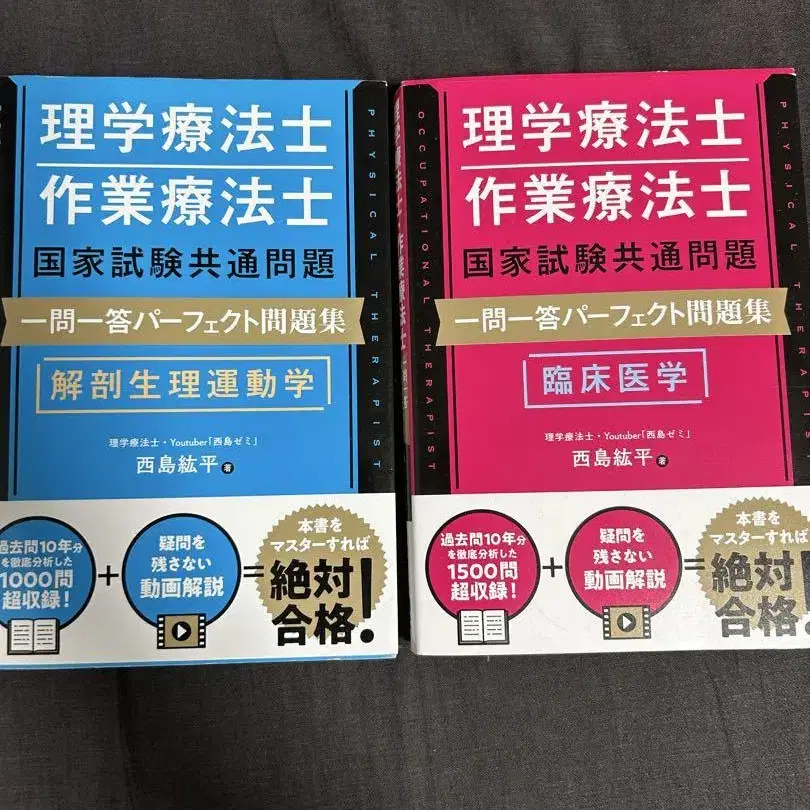 理学療法士
作業療法士
国家試験共通問題
一問一答パーフェクト問題集
解剖生理運動学
理学療法士・Youtuber「西島ゼミ」
西島紘平 著
PHYSICAL THERAPIST
過去問10年分
を徹底分析した
1000問
超収録!
+
疑問を
残さない
動画解説
=
本書を
マスターすれば
絶対
合格!
OCCUPATIONAL THERAPIST
理学療法士
作業療法士
国家試験共通問題
一問一答パーフェクト問題集
臨床医学
理学療法士・Youtuber「西島ゼミ」
西島紘平 著
PHYSICAL THERAPIST
過去問10年分
を徹底分析した
1500問
超収録!
+
疑問を
残さない
動画解説
=
本書を
マスターすれば
絶対
合格!